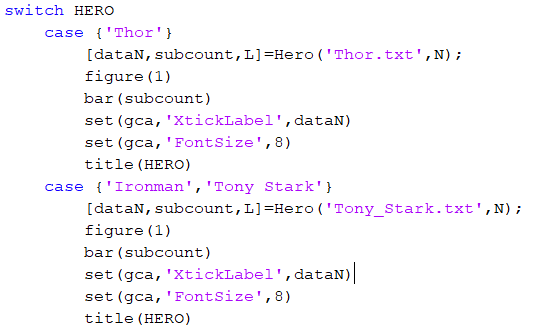 switch HERO
    case {'Thor'}
        [dataN,subcount,L]=Hero('Thor.txt',N);
        figure(1)
        bar(subcount)
        set(gca,'XtickLabel',dataN)
        set(gca,'FontSize',8)
        title(HERO)
    case {'Ironman','Tony Stark'}
        [dataN,subcount,L]=Hero('Tony_Stark.txt',N);
        figure(1)
        bar(subcount)
        set(gca,'XtickLabel',dataN)
        set(gca,'FontSize',8)
        title(HERO)